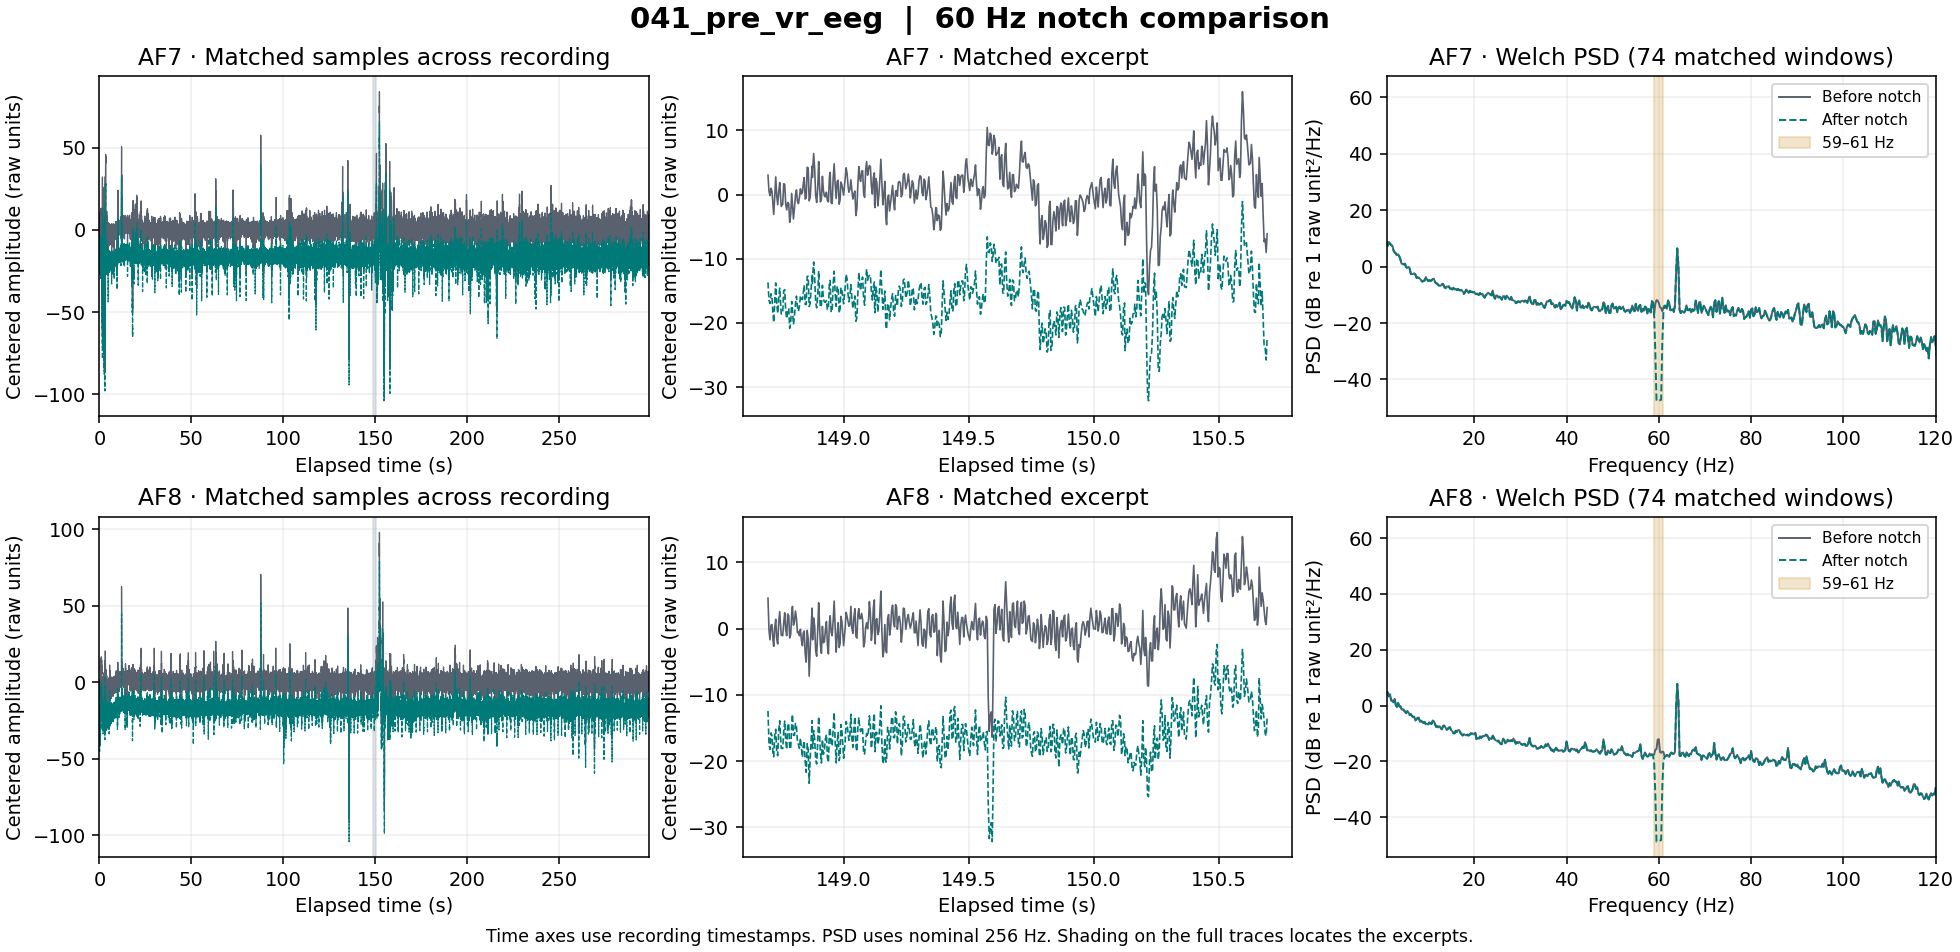 041_pre_vr_eeg | 60 Hz notch comparison
AF7 · Matched samples across recording
Centered amplitude (raw units)
50
0
−50
−100
0 50 100 150 200 250
Elapsed time (s)
AF7 · Matched excerpt
Centered amplitude (raw units)
10
0
−10
−20
−30
149.0 149.5 150.0 150.5
Elapsed time (s)
AF7 · Welch PSD (74 matched windows)
PSD (dB re 1 raw unit²/Hz)
60
40
20
0
−20
−40
20 40 60 80 100 120
Frequency (Hz)
Before notch
After notch
59–61 Hz
AF8 · Matched samples across recording
Centered amplitude (raw units)
100
50
0
−50
−100
0 50 100 150 200 250
Elapsed time (s)
AF8 · Matched excerpt
Centered amplitude (raw units)
10
0
−10
−20
−30
149.0 149.5 150.0 150.5
Elapsed time (s)
AF8 · Welch PSD (74 matched windows)
PSD (dB re 1 raw unit²/Hz)
60
40
20
0
−20
−40
20 40 60 80 100 120
Frequency (Hz)
Before notch
After notch
59–61 Hz
Time axes use recording timestamps. PSD uses nominal 256 Hz. Shading on the full traces locates the excerpts.